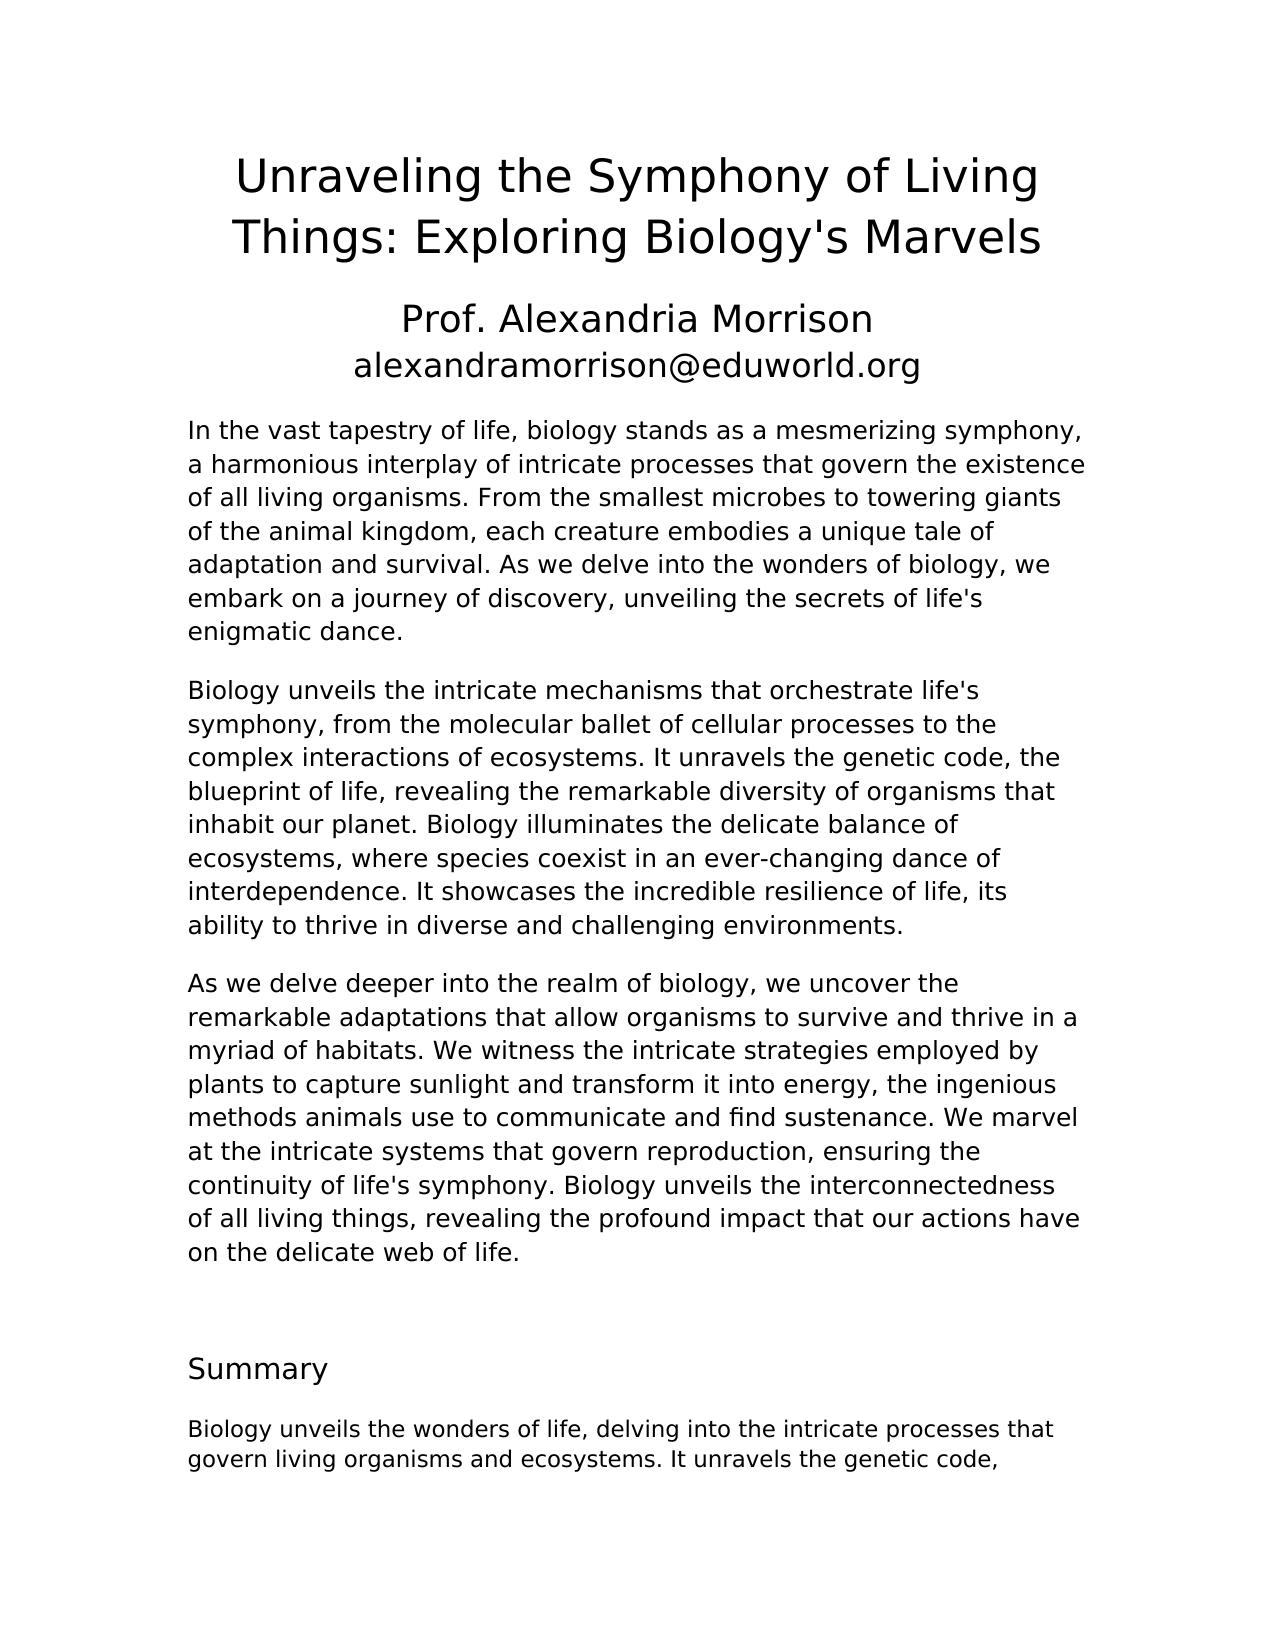 Unraveling the Symphony of Living
Things: Exploring Biology's Marvels
Prof. Alexandria Morrison
alexandramorrison@eduworld.org
In the vast tapestry of life, biology stands as a mesmerizing symphony,
a harmonious interplay of intricate processes that govern the existence
of all living organisms. From the smallest microbes to towering giants
of the animal kingdom, each creature embodies a unique tale of
adaptation and survival. As we delve into the wonders of biology, we
embark on a journey of discovery, unveiling the secrets of life's
enigmatic dance.
Biology unveils the intricate mechanisms that orchestrate life's
symphony, from the molecular ballet of cellular processes to the
complex interactions of ecosystems. It unravels the genetic code, the
blueprint of life, revealing the remarkable diversity of organisms that
inhabit our planet. Biology illuminates the delicate balance of
ecosystems, where species coexist in an ever-changing dance of
interdependence. It showcases the incredible resilience of life, its
ability to thrive in diverse and challenging environments.
As we delve deeper into the realm of biology, we uncover the
remarkable adaptations that allow organisms to survive and thrive in a
myriad of habitats. We witness the intricate strategies employed by
plants to capture sunlight and transform it into energy, the ingenious
methods animals use to communicate and find sustenance. We marvel
at the intricate systems that govern reproduction, ensuring the
continuity of life's symphony. Biology unveils the interconnectedness
of all living things, revealing the profound impact that our actions have
on the delicate web of life.
Summary
Biology unveils the wonders of life, delving into the intricate processes that
govern living organisms and ecosystems. It unravels the genetic code,